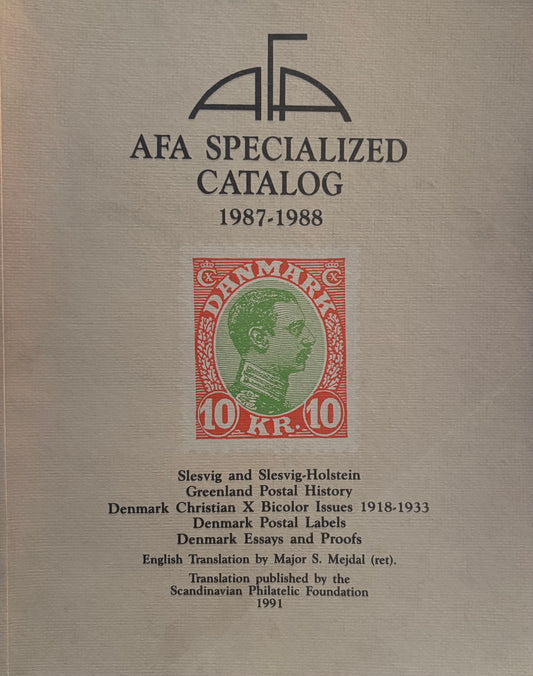 AFA
AFA SPECIALIZED
CATALOG
1987-1988
CX CX
DANMARK
10 KR. 10
Slesvig and Slesvig-Holstein
Greenland Postal History
Denmark Christian X Bicolor Issues 1918-1933
Denmark Postal Labels
Denmark Essays and Proofs
English Translation by Major S. Mejdal (ret).
Translation published by the
Scandinavian Philatelic Foundation
1991